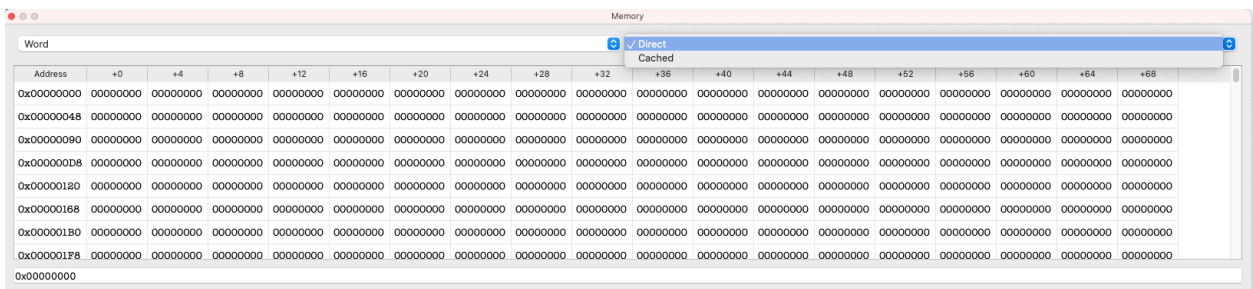 Memory
Word
✓ Direct
Cached
Address +0 +4 +8 +12 +16 +20 +24 +28 +32 +36 +40 +44 +48 +52 +56 +60 +64 +68
0x00000000 00000000 00000000 00000000 00000000 00000000 00000000 00000000 00000000 00000000 00000000 00000000 00000000 00000000 00000000 00000000 00000000 00000000 00000000
0x00000048 00000000 00000000 00000000 00000000 00000000 00000000 00000000 00000000 00000000 00000000 00000000 00000000 00000000 00000000 00000000 00000000 00000000 00000000
0x00000090 00000000 00000000 00000000 00000000 00000000 00000000 00000000 00000000 00000000 00000000 00000000 00000000 00000000 00000000 00000000 00000000 00000000 00000000
0x000000D8 00000000 00000000 00000000 00000000 00000000 00000000 00000000 00000000 00000000 00000000 00000000 00000000 00000000 00000000 00000000 00000000 00000000 00000000
0x00000120 00000000 00000000 00000000 00000000 00000000 00000000 00000000 00000000 00000000 00000000 00000000 00000000 00000000 00000000 00000000 00000000 00000000 00000000
0x00000168 00000000 00000000 00000000 00000000 00000000 00000000 00000000 00000000 00000000 00000000 00000000 00000000 00000000 00000000 00000000 00000000 00000000 00000000
0x000001B0 00000000 00000000 00000000 00000000 00000000 00000000 00000000 00000000 00000000 00000000 00000000 00000000 00000000 00000000 00000000 00000000 00000000 00000000
0x000001F8 00000000 00000000 00000000 00000000 00000000 00000000 00000000 00000000 00000000 00000000 00000000 00000000 00000000 00000000 00000000 00000000 00000000 00000000
0x00000000